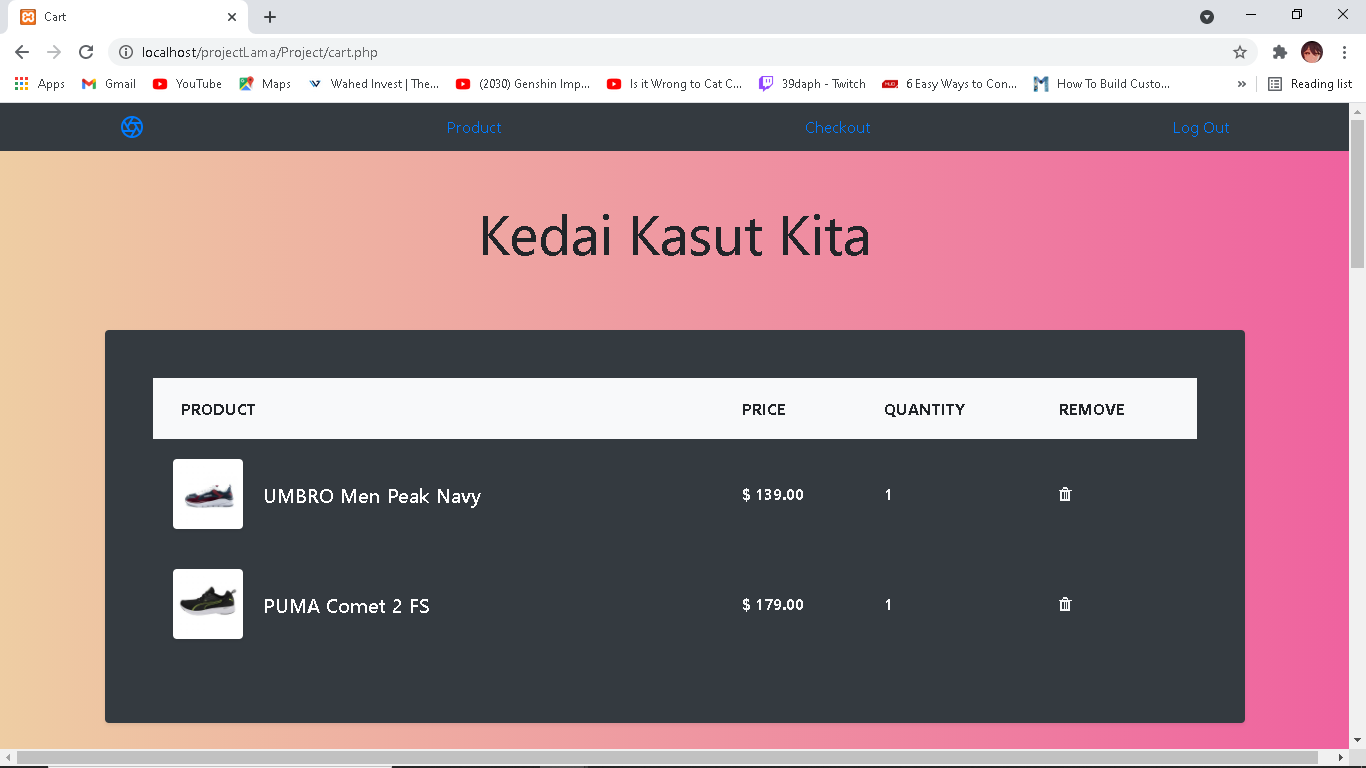 Cart
localhost/projectLama/Project/cart.php
Apps Gmail YouTube Maps Wahed Invest | The... (2030) Genshin Imp... Is it Wrong to Cat C... 39daph - Twitch 6 Easy Ways to Con... How To Build Custo... » Reading list
Product Checkout Log Out
Kedai Kasut Kita
PRODUCT PRICE QUANTITY REMOVE
UMBRO Men Peak Navy $ 139.00 1
PUMA Comet 2 FS $ 179.00 1